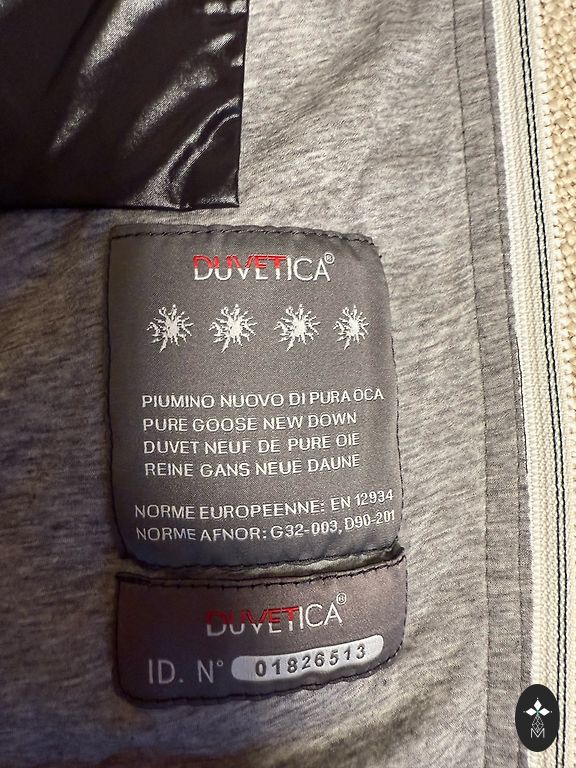 DUVETICA®
PIUMINO NUOVO DI PURA OCA
PURE GOOSE NEW DOWN
DUVET NEUF DE PURE OIE
REINE GANS NEUE DAUNE
NORME EUROPEENNE: EN 12934
NORME AFNOR: G32-003, D90-201
DUVETICA®
ID. N° 01826513
M